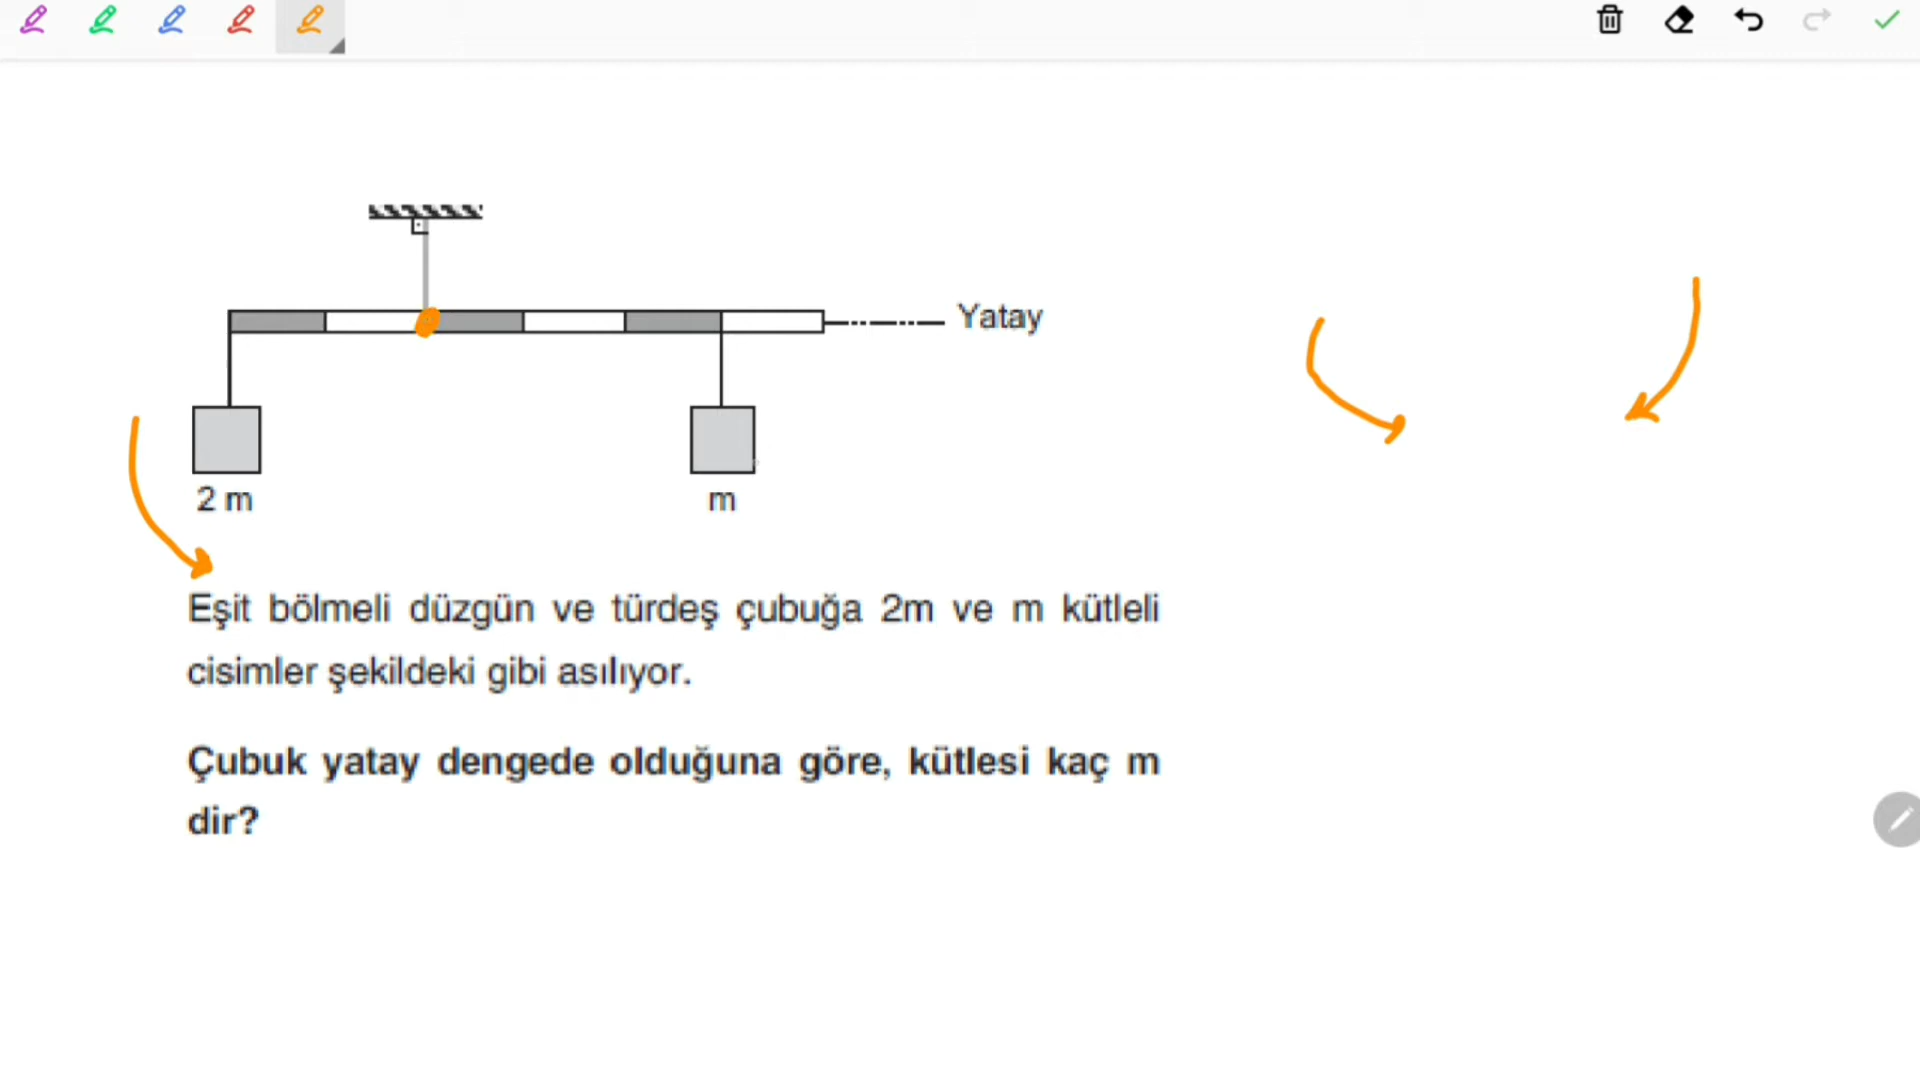 Yatay
2 m
m
Eşit bölmeli düzgün ve türdeş çubuğa 2m ve m kütleli
cisimler şekildeki gibi asılıyor.
Çubuk yatay dengede olduğuna göre, kütlesi kaç m
dir?